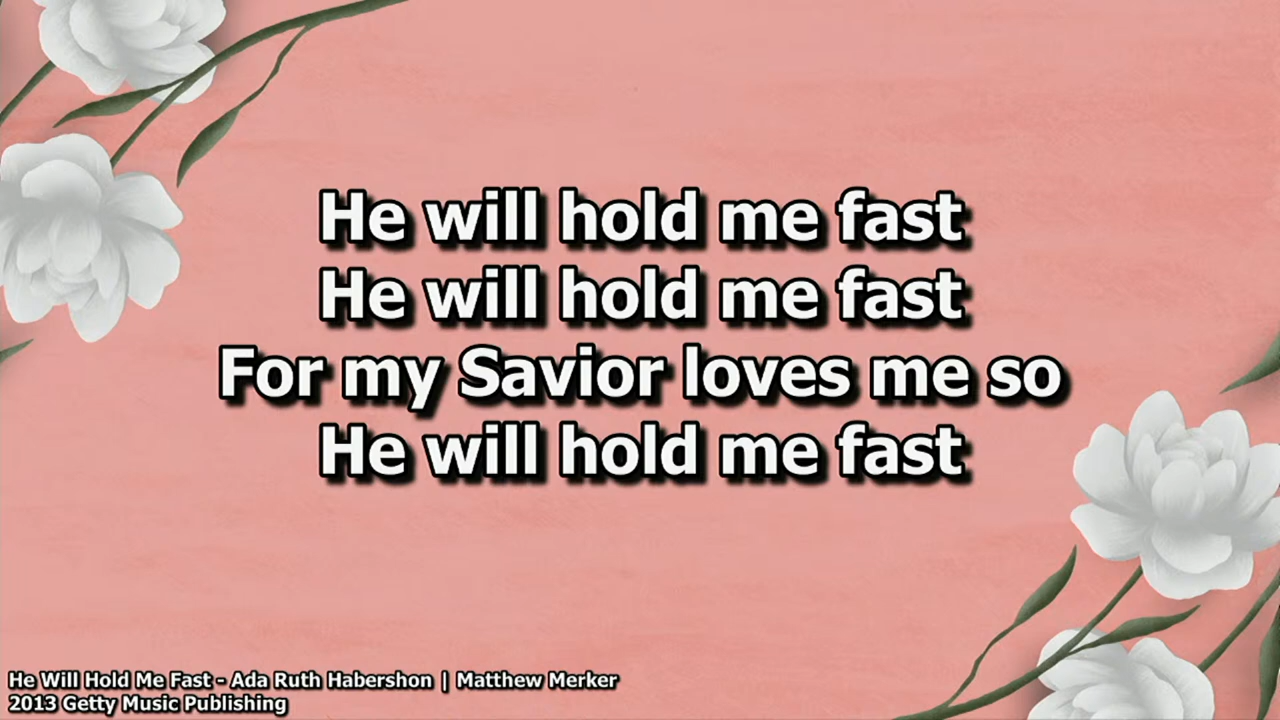 He will hold me fast
He will hold me fast
For my Savior loves me so
He will hold me fast
He Will Hold Me Fast - Ada Ruth Habershon | Matthew Merker
2013 Getty Music Publishing